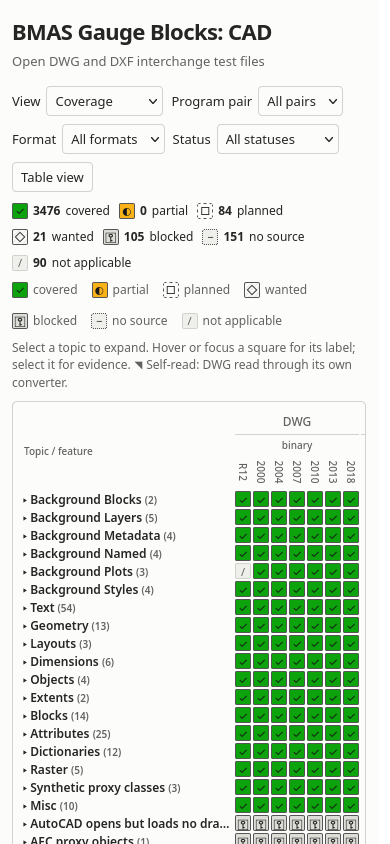 BMAS Gauge Blocks: CAD
Open DWG and DXF interchange test files
View Coverage Program pair All pairs
Format All formats Status All statuses
Table view
3476 covered 0 partial 84 planned
21 wanted 105 blocked 151 no source
90 not applicable
covered partial planned wanted
blocked no source not applicable
Select a topic to expand. Hover or focus a square for its label;
select it for evidence. ◥ Self-read: DWG read through its own
converter.
DWG
binary
Topic / feature
R12 2000 2004 2007 2010 2013 2018
Background Blocks (2)
Background Layers (5)
Background Metadata (4)
Background Named (4)
Background Plots (3)
Background Styles (4)
Text (54)
Geometry (13)
Layouts (3)
Dimensions (6)
Objects (4)
Extents (2)
Blocks (14)
Attributes (25)
Dictionaries (12)
Raster (5)
Synthetic proxy classes (3)
Misc (10)
AutoCAD opens but loads no dra...
AEC proxy objects (1)